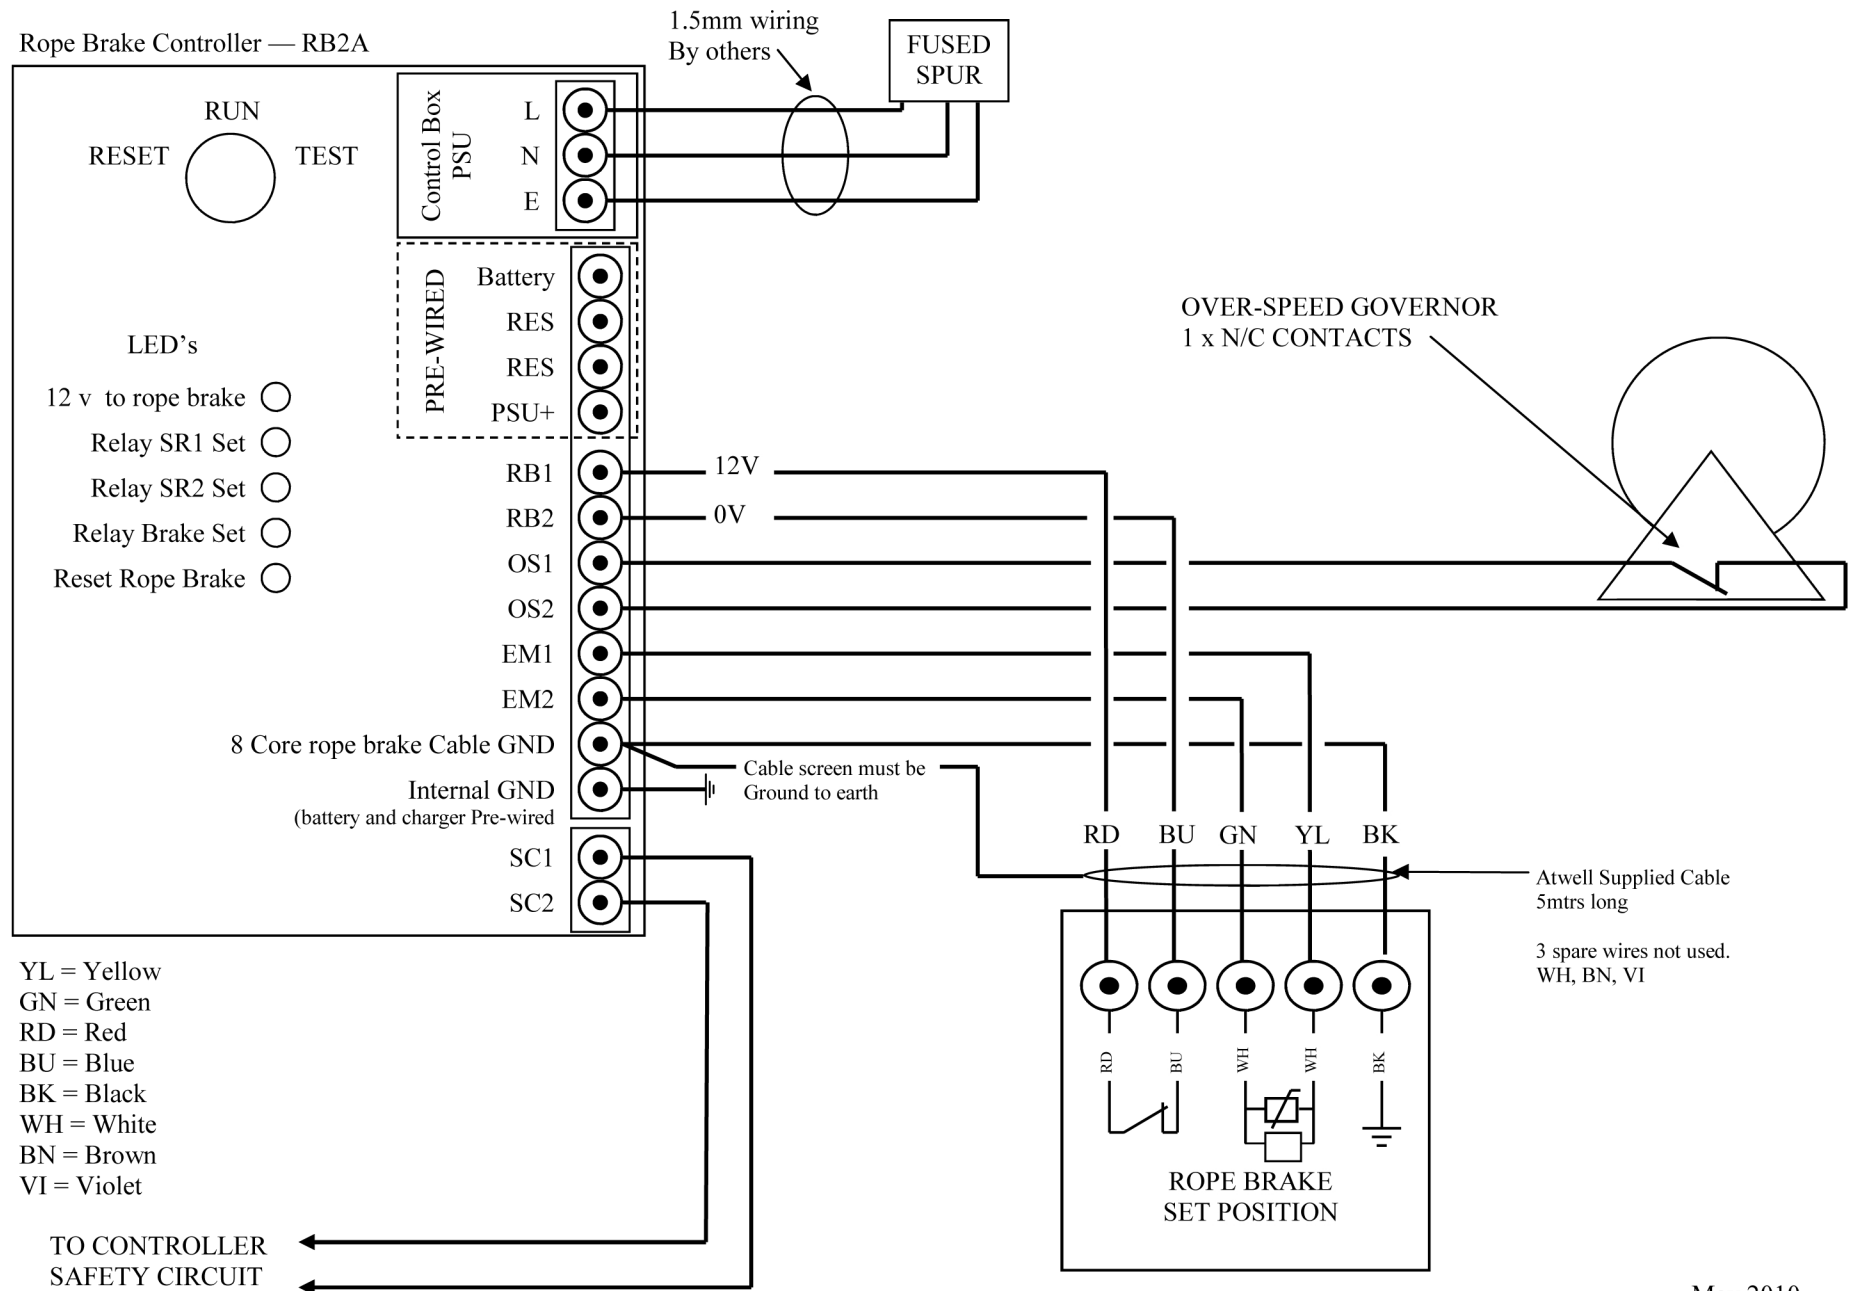 Rope Brake Controller — RB2A
1.5mm wiring
By others
FUSED
SPUR
RUN
RESET
TEST
Control Box
PSU
L
N
E
PRE-WIRED
Battery
RES
RES
PSU+
LED's
12 v  to rope brake
Relay SR1 Set
Relay SR2 Set
Relay Brake Set
Reset Rope Brake
RB1
12V
RB2
0V
OS1
OS2
EM1
EM2
8 Core rope brake Cable GND
Internal GND
(battery and charger Pre-wired
Cable screen must be
Ground to earth
SC1
SC2
OVER-SPEED GOVERNOR
1 x N/C CONTACTS
RD
BU
GN
YL
BK
Atwell Supplied Cable
5mtrs long
3 spare wires not used.
WH, BN, VI
RD
BU
WH
WH
BK
ROPE BRAKE
SET POSITION
YL = Yellow
GN = Green
RD = Red
BU = Blue
BK = Black
WH = White
BN = Brown
VI = Violet
TO CONTROLLER
SAFETY CIRCUIT
2010